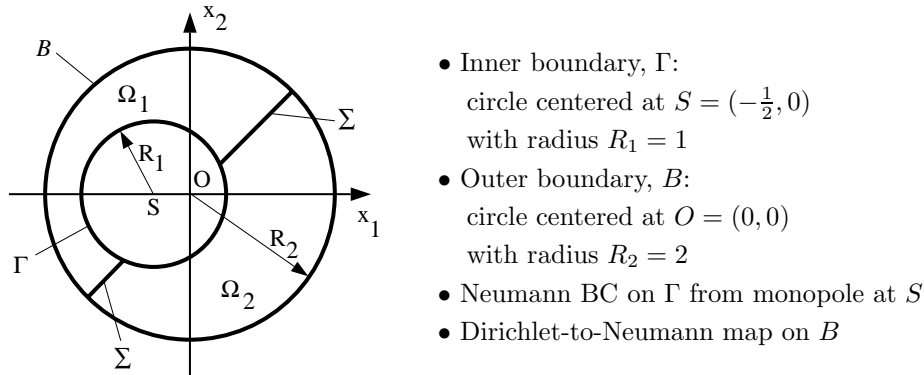 x₂
B
Ω₁
Σ
R₁
O
S
x₁
R₂
Γ
Ω₂
Σ
• Inner boundary, Γ:
circle centered at S = (−½, 0)
with radius R₁ = 1
• Outer boundary, B:
circle centered at O = (0, 0)
with radius R₂ = 2
• Neumann BC on Γ from monopole at S
• Dirichlet-to-Neumann map on B